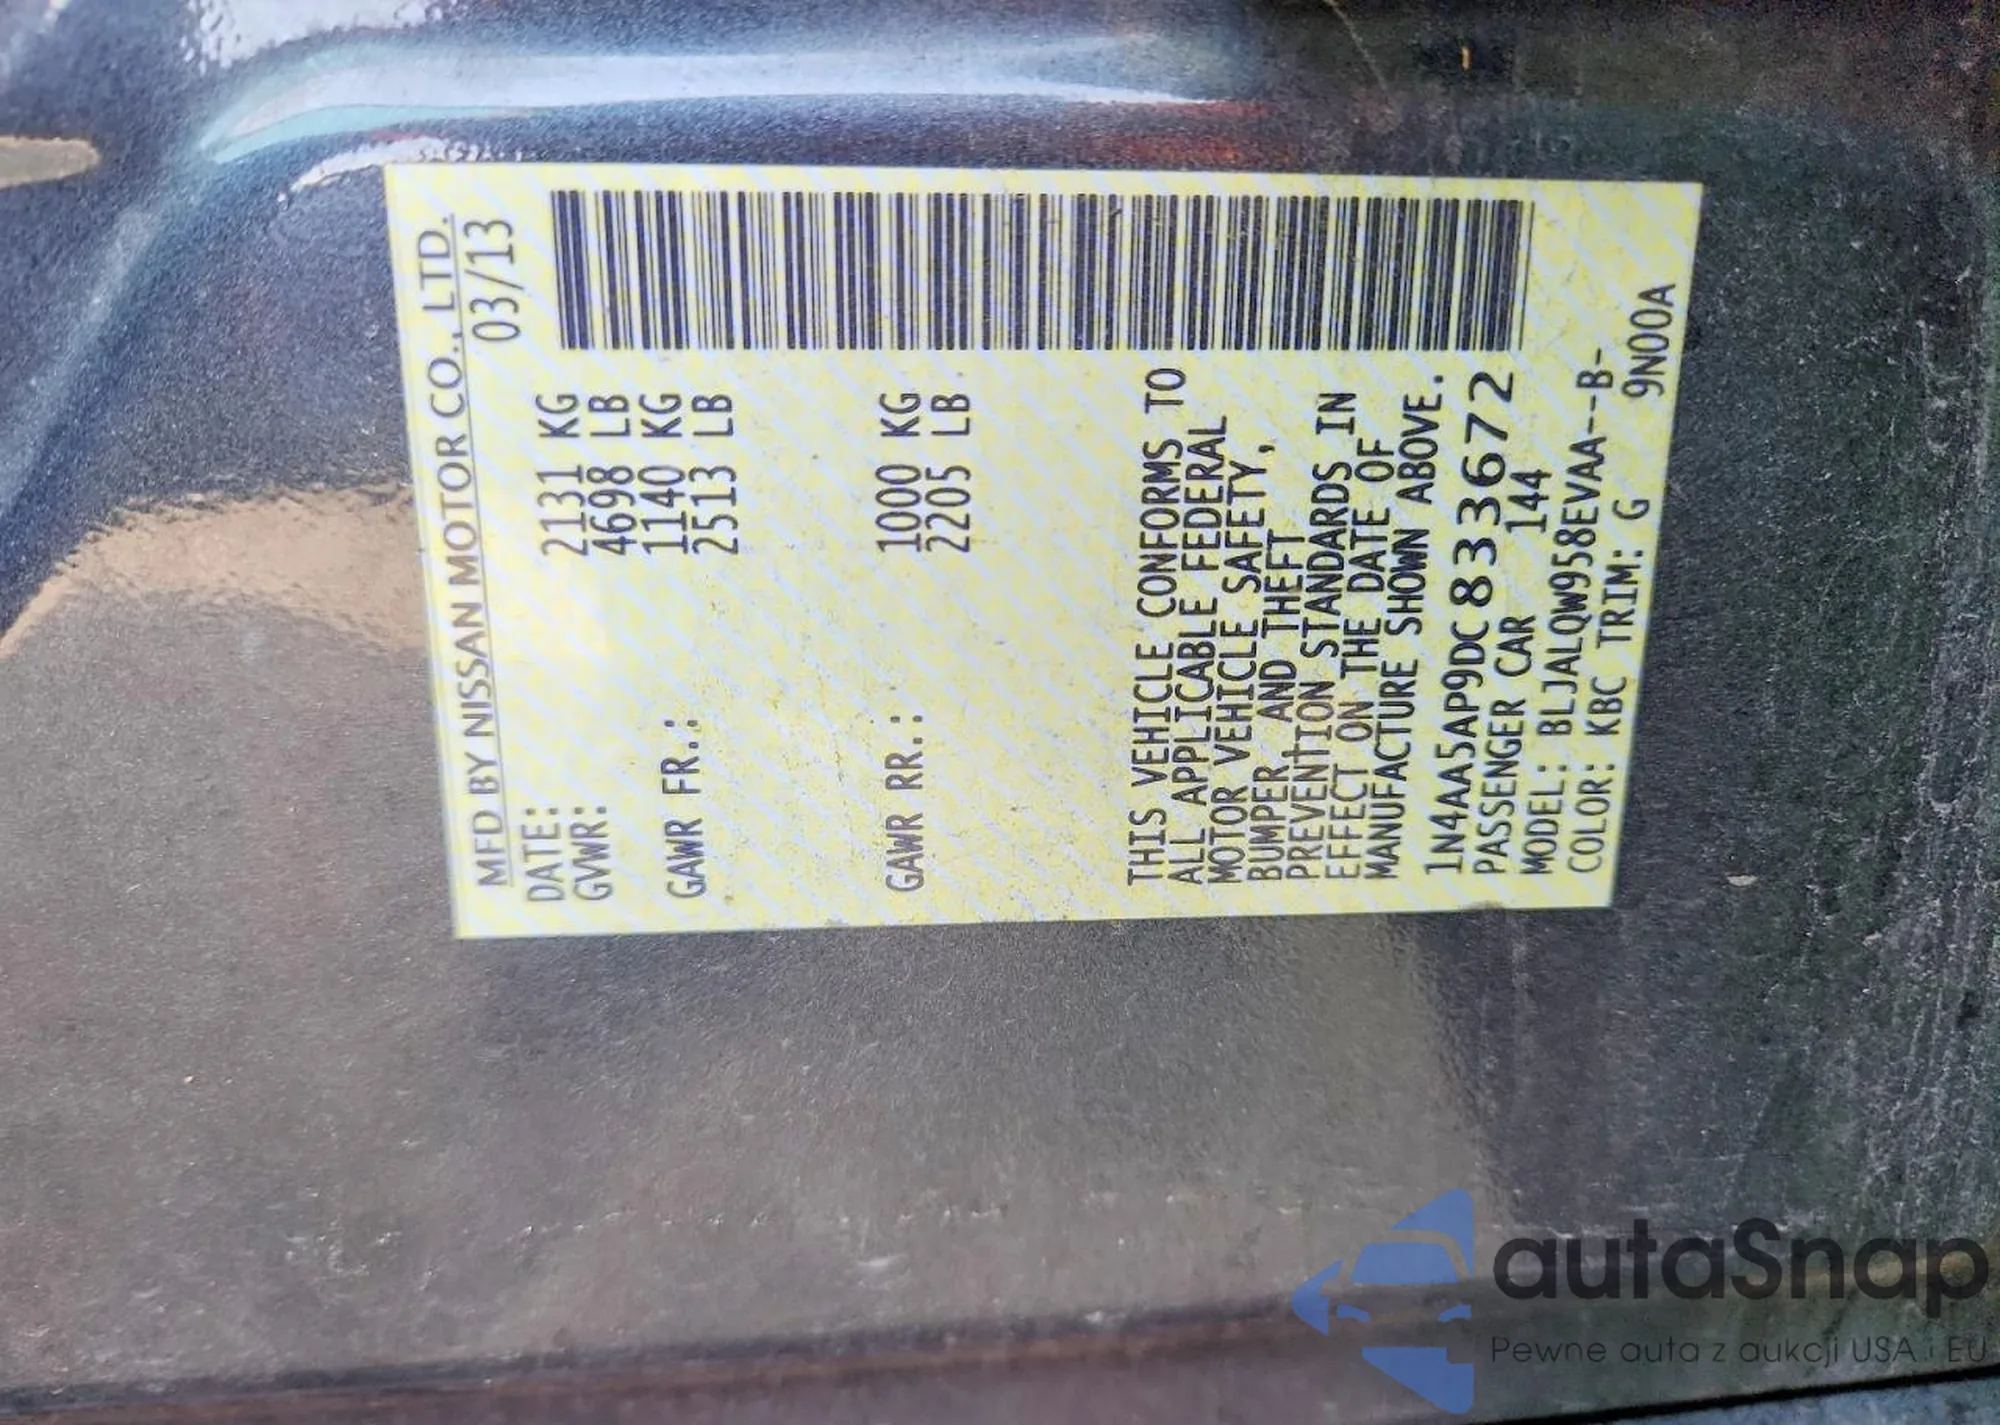 MFD BY NISSAN MOTOR CO., LTD.
DATE: 03/13
GVWR: 2131 KG
4698 LB
GAWR FR.: 1140 KG
2513 LB
GAWR RR.: 1000 KG
2205 LB
THIS VEHICLE CONFORMS TO
ALL APPLICABLE FEDERAL
MOTOR VEHICLE SAFETY,
BUMPER AND THEFT
PREVENTION STANDARDS IN
EFFECT ON THE DATE OF
MANUFACTURE SHOWN ABOVE.
1N4AA5AP9DC833672
PASSENGER CAR 144
MODEL: BLJALQW958EVAA--B-
COLOR: KBC TRIM: G 9N00A
autaSnap
Pewne auta z aukcji USA i EU